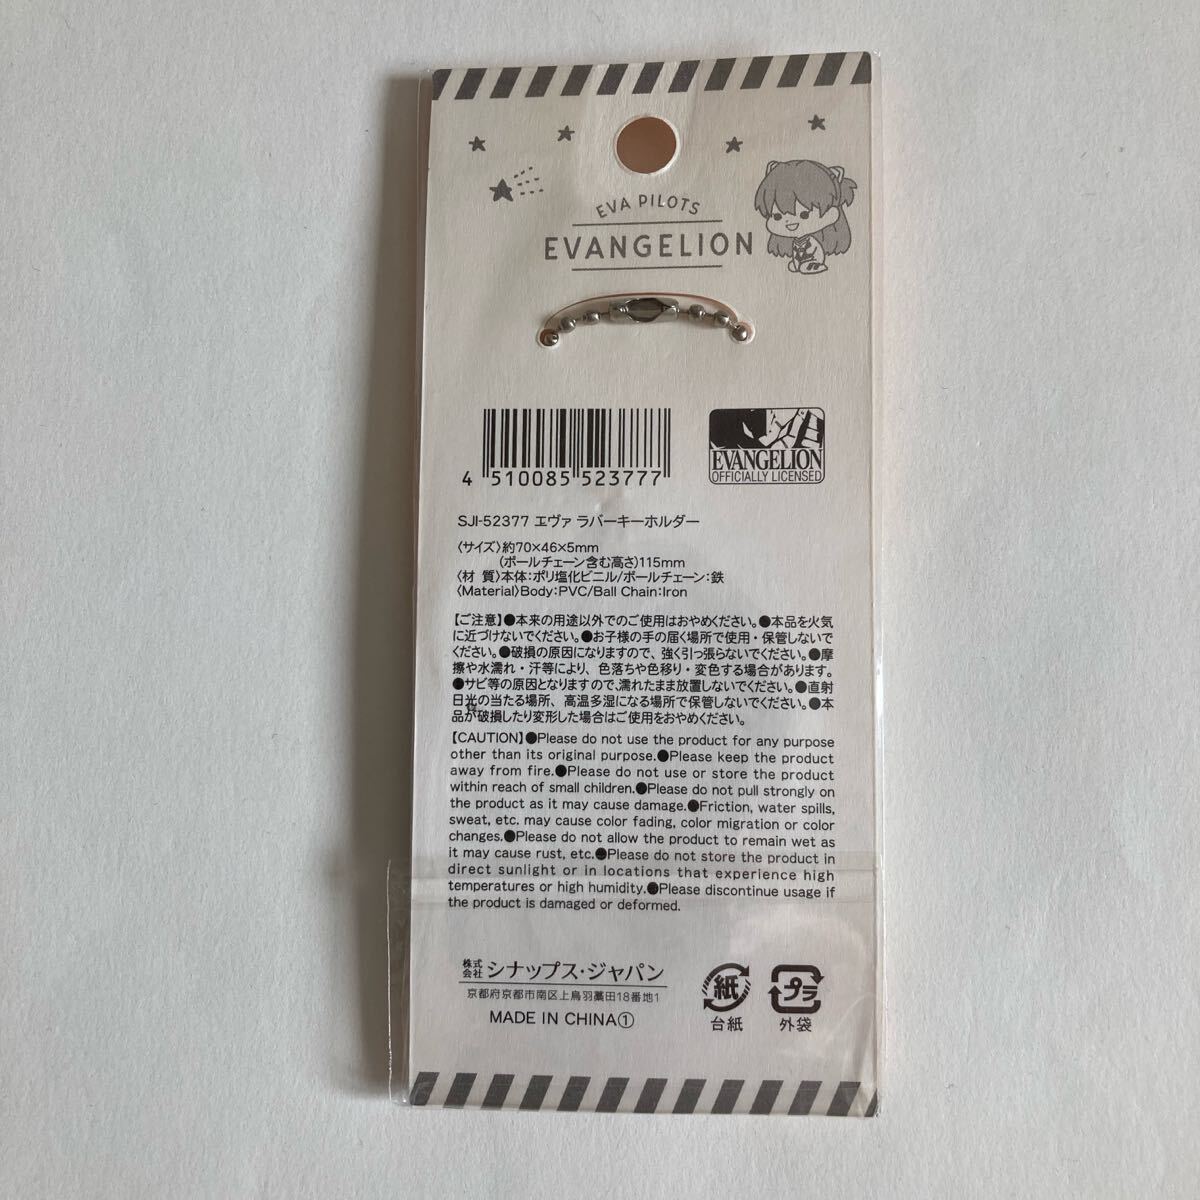 EVA PILOTS
EVANGELION
4 510085 523777
EVANGELION
OFFICIALLY LICENSED
SJI-52377 エヴァ ラバーキーホルダー
〈サイズ〉約70×46×5mm
(ボールチェーン含む高さ)115mm
〈材 質〉本体:ポリ塩化ビニル/ボールチェーン:鉄
〈Material〉Body:PVC/Ball Chain:Iron
【ご注意】●本来の用途以外でのご使用はおやめください。●本品を火気
に近づけないでください。●お子様の手の届く場所で使用・保管しないで
ください。●破損の原因になりますので、強く引っ張らないでください。●摩
擦や水濡れ・汗等により、色落ちや色移り・変色する場合があります。
●サビ等の原因となりますので、濡れたまま放置しないでください。●直射
日光の当たる場所、高温多湿になる場所で保管しないでください。●本
品が破損したり変形した場合はご使用をおやめください。
【CAUTION】●Please do not use the product for any purpose
other than its original purpose.●Please keep the product
away from fire.●Please do not use or store the product
within reach of small children.●Please do not pull strongly on
the product as it may cause damage.●Friction, water spills,
sweat, etc. may cause color fading, color migration or color
changes.●Please do not allow the product to remain wet as
it may cause rust, etc.●Please do not store the product in
direct sunlight or in locations that experience high
temperatures or high humidity.●Please discontinue usage if
the product is damaged or deformed.
株式会社 シナップス・ジャパン
京都府京都市南区上鳥羽藁田18番地1
MADE IN CHINA①
紙
台紙
プラ
外袋